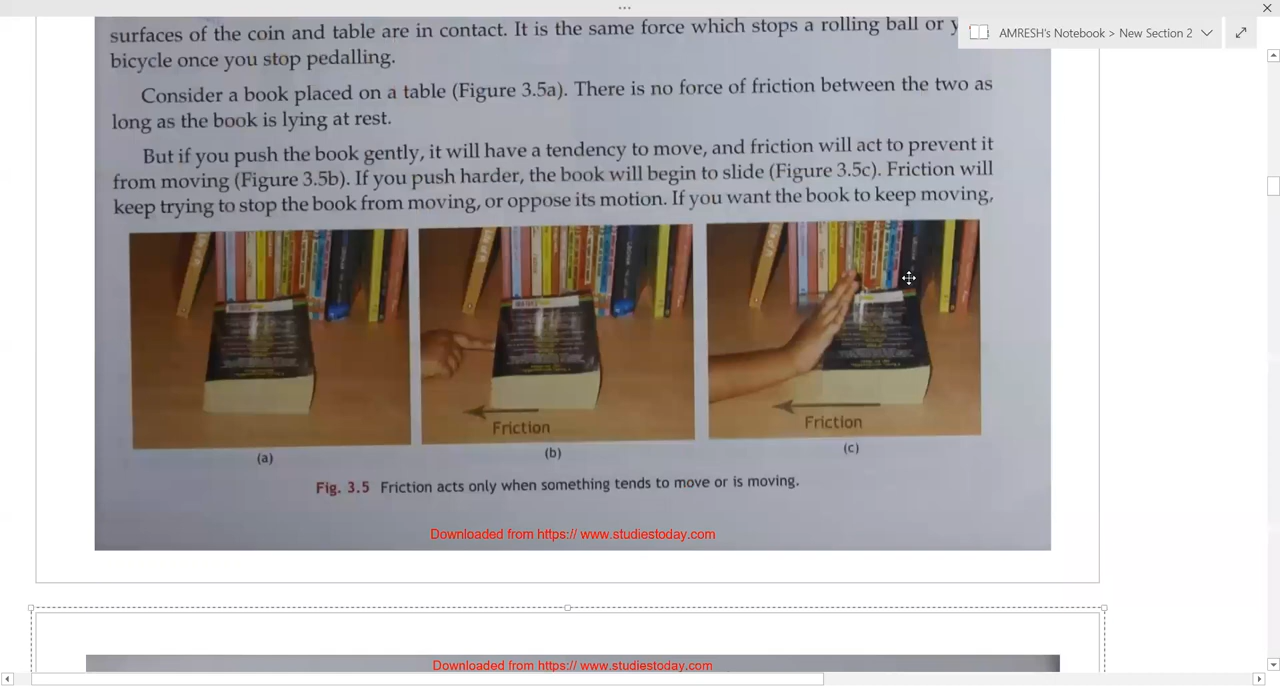 surfaces of the coin and table are in contact. It is the same force which stops a rolling ball or
AMRESH's Notebook > New Section 2
bicycle once you stop pedalling.
Consider a book placed on a table (Figure 3.5a). There is no force of friction between the two as
long as the book is lying at rest.
But if you push the book gently, it will have a tendency to move, and friction will act to prevent it
from moving (Figure 3.5b). If you push harder, the book will begin to slide (Figure 3.5c). Friction will
keep trying to stop the book from moving, or oppose its motion. If you want the book to keep moving,
Friction
Friction
(a)
(b)
(c)
Fig. 3.5 Friction acts only when something tends to move or is moving.
Downloaded from https:// www.studiestoday.com
Downloaded from https:// www.studiestoday.com